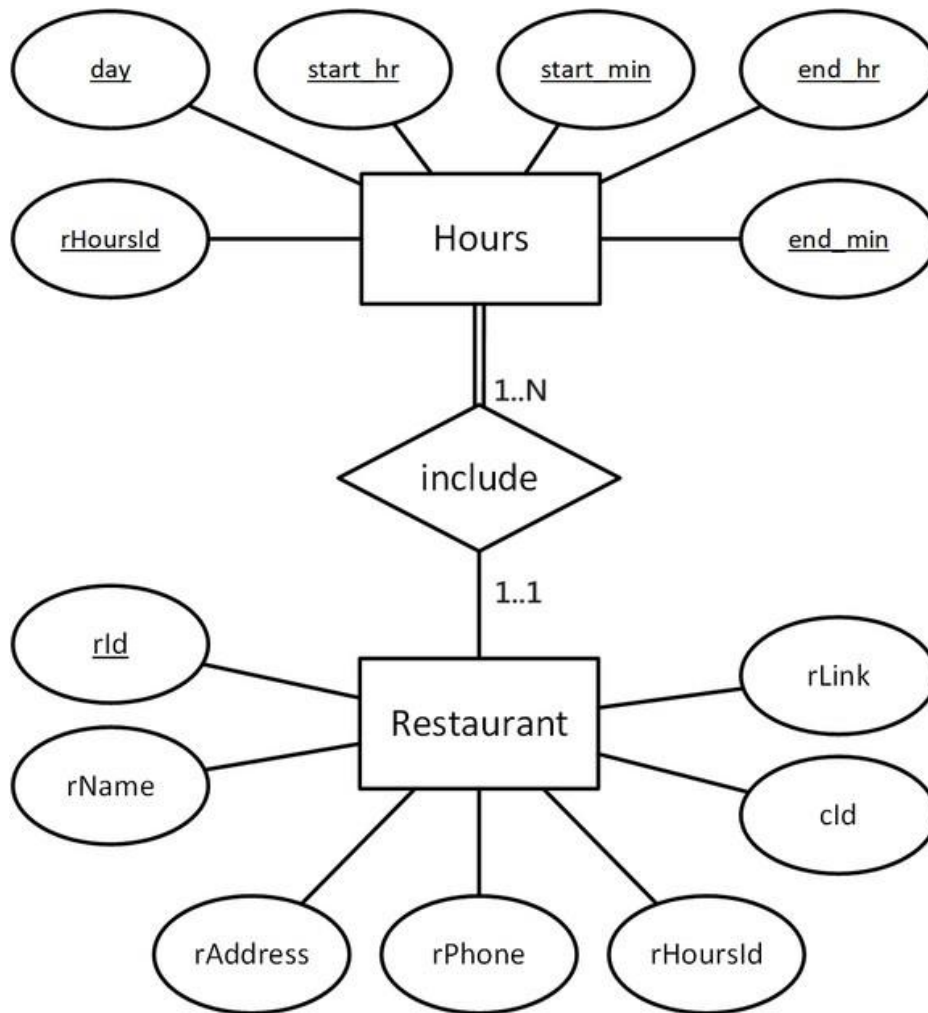 day
start_hr
start_min
end_hr
rHoursId
Hours
end_min
1..N
include
1..1
rId
rLink
Restaurant
rName
cId
rAddress
rPhone
rHoursId